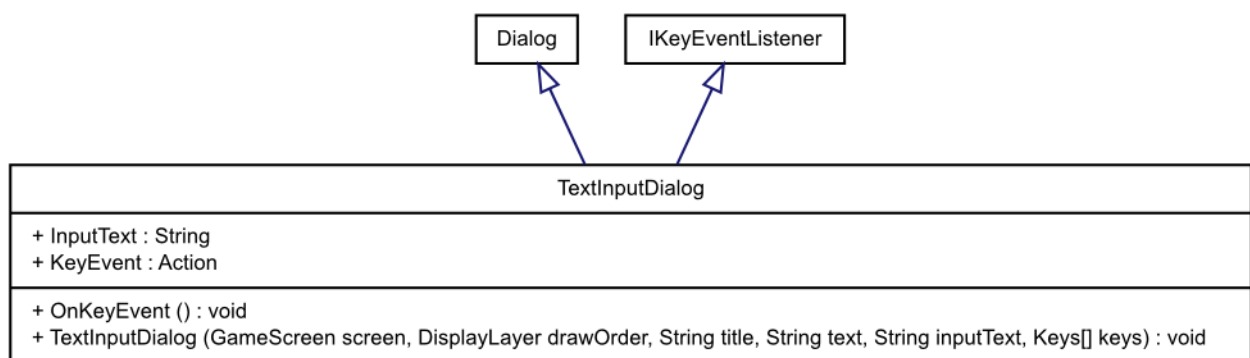 Dialog
IKeyEventListener
TextInputDialog
+ InputText : String
+ KeyEvent : Action
+ OnKeyEvent () : void
+ TextInputDialog (GameScreen screen, DisplayLayer drawOrder, String title, String text, String inputText, Keys[] keys) : void